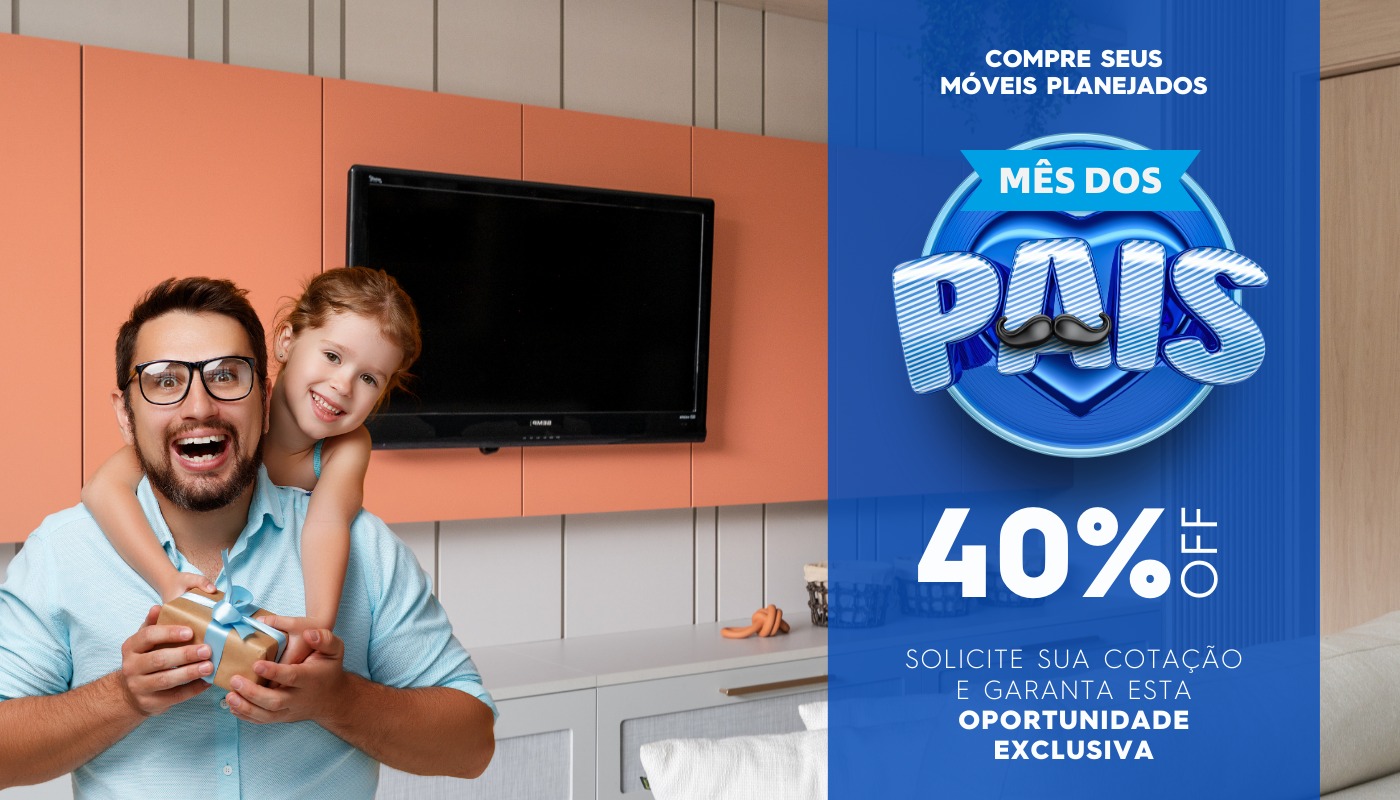 COMPRE SEUS
MÓVEIS PLANEJADOS
MÊS DOS
PAIS
40% OFF
SOLICITE SUA COTAÇÃO
E GARANTA ESTA
OPORTUNIDADE
EXCLUSIVA